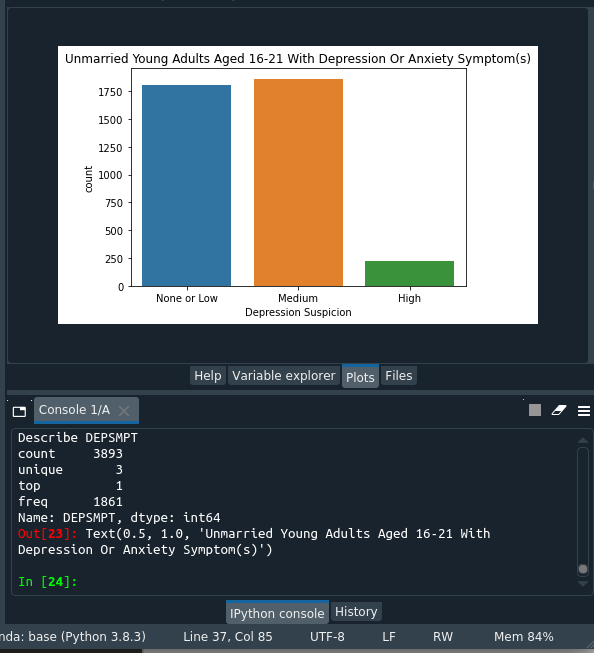 Unmarried Young Adults Aged 16-21 With Depression Or Anxiety Symptom(s)
1750
1500
1250
1000
750
500
250
0
count
None or Low Medium High
Depression Suspicion
Help Variable explorer Plots Files
Console 1/A
Describe DEPSMPT
count 3893
unique 3
top 1
freq 1861
Name: DEPSMPT, dtype: int64
Out[23]: Text(0.5, 1.0, 'Unmarried Young Adults Aged 16-21 With
Depression Or Anxiety Symptom(s)')
In [24]:
IPython console History
nda: base (Python 3.8.3) Line 37, Col 85 UTF-8 LF RW Mem 84%